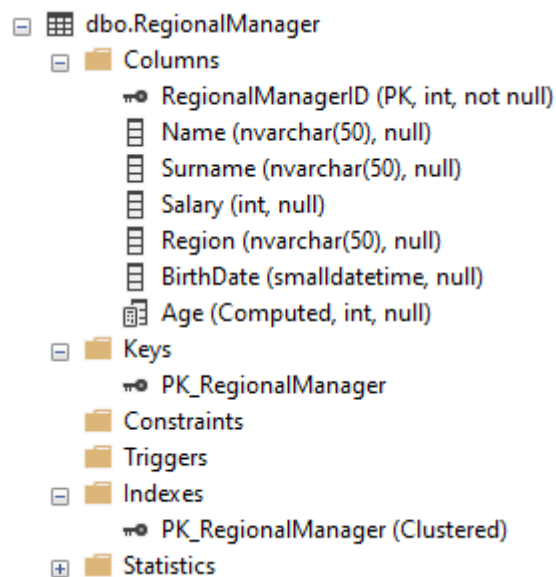 dbo.RegionalManager
Columns
RegionalManagerID (PK, int, not null)
Name (nvarchar(50), null)
Surname (nvarchar(50), null)
Salary (int, null)
Region (nvarchar(50), null)
BirthDate (smalldatetime, null)
Age (Computed, int, null)
Keys
PK_RegionalManager
Constraints
Triggers
Indexes
PK_RegionalManager (Clustered)
Statistics